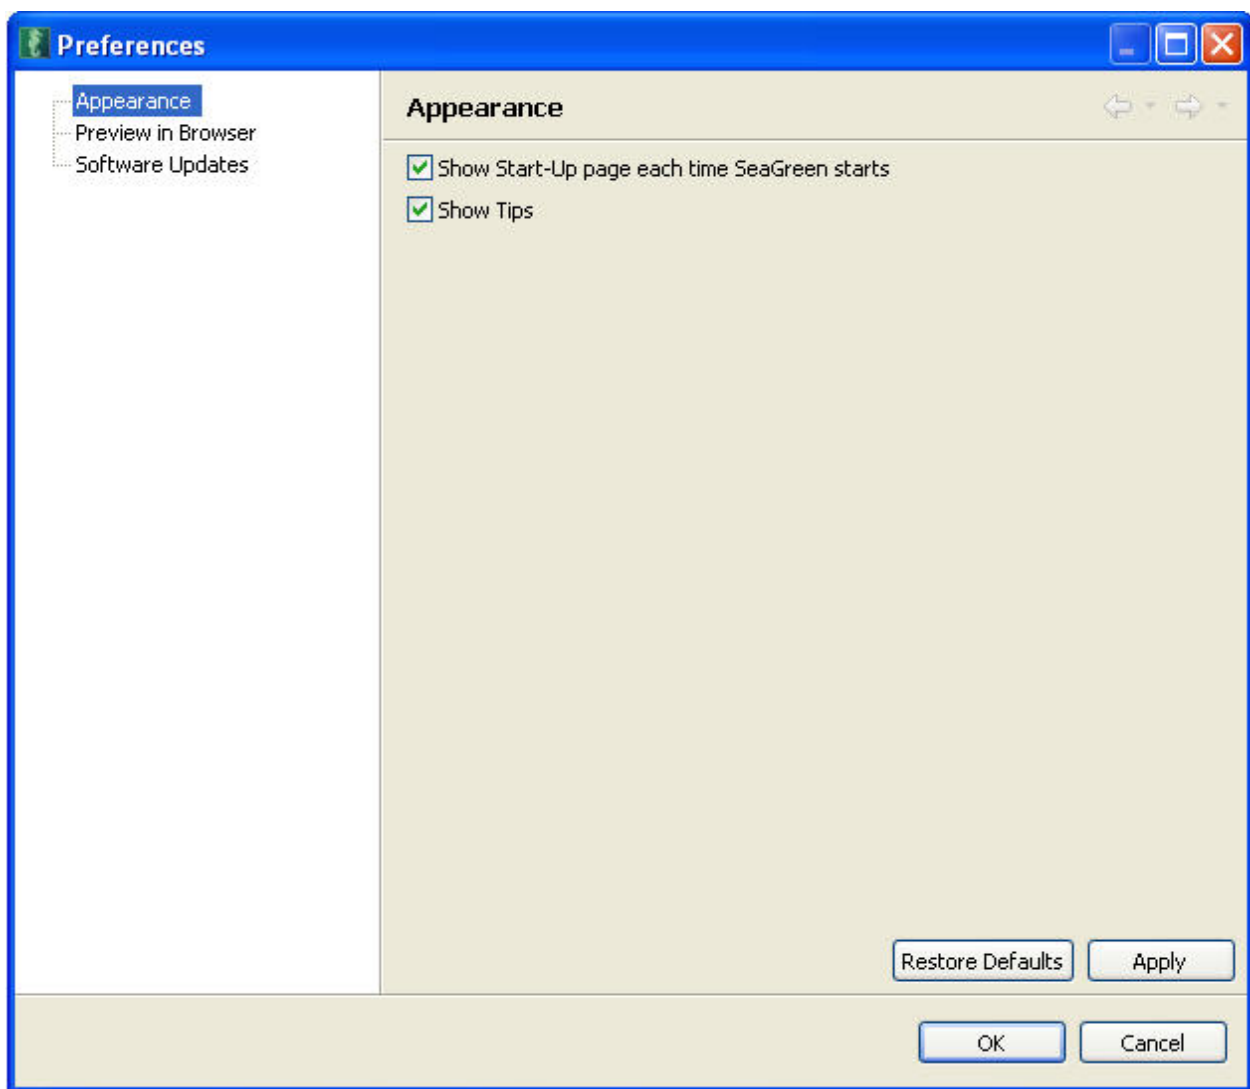 Preferences
Appearance
Preview in Browser
Software Updates
Appearance
Show Start-Up page each time SeaGreen starts
Show Tips
Restore Defaults Apply
OK Cancel